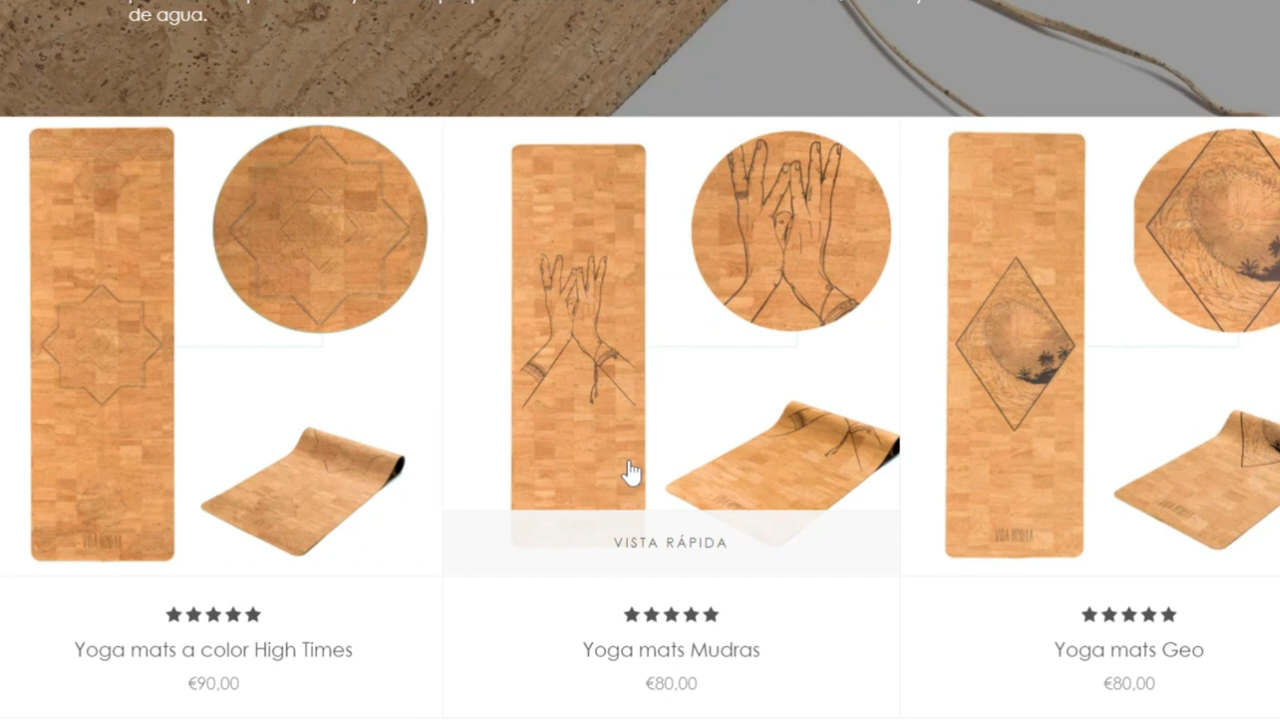 de agua.
VISTA RÁPIDA
Yoga mats a color High Times
€90,00
Yoga mats Mudras
€80,00
Yoga mats Geo
€80,00